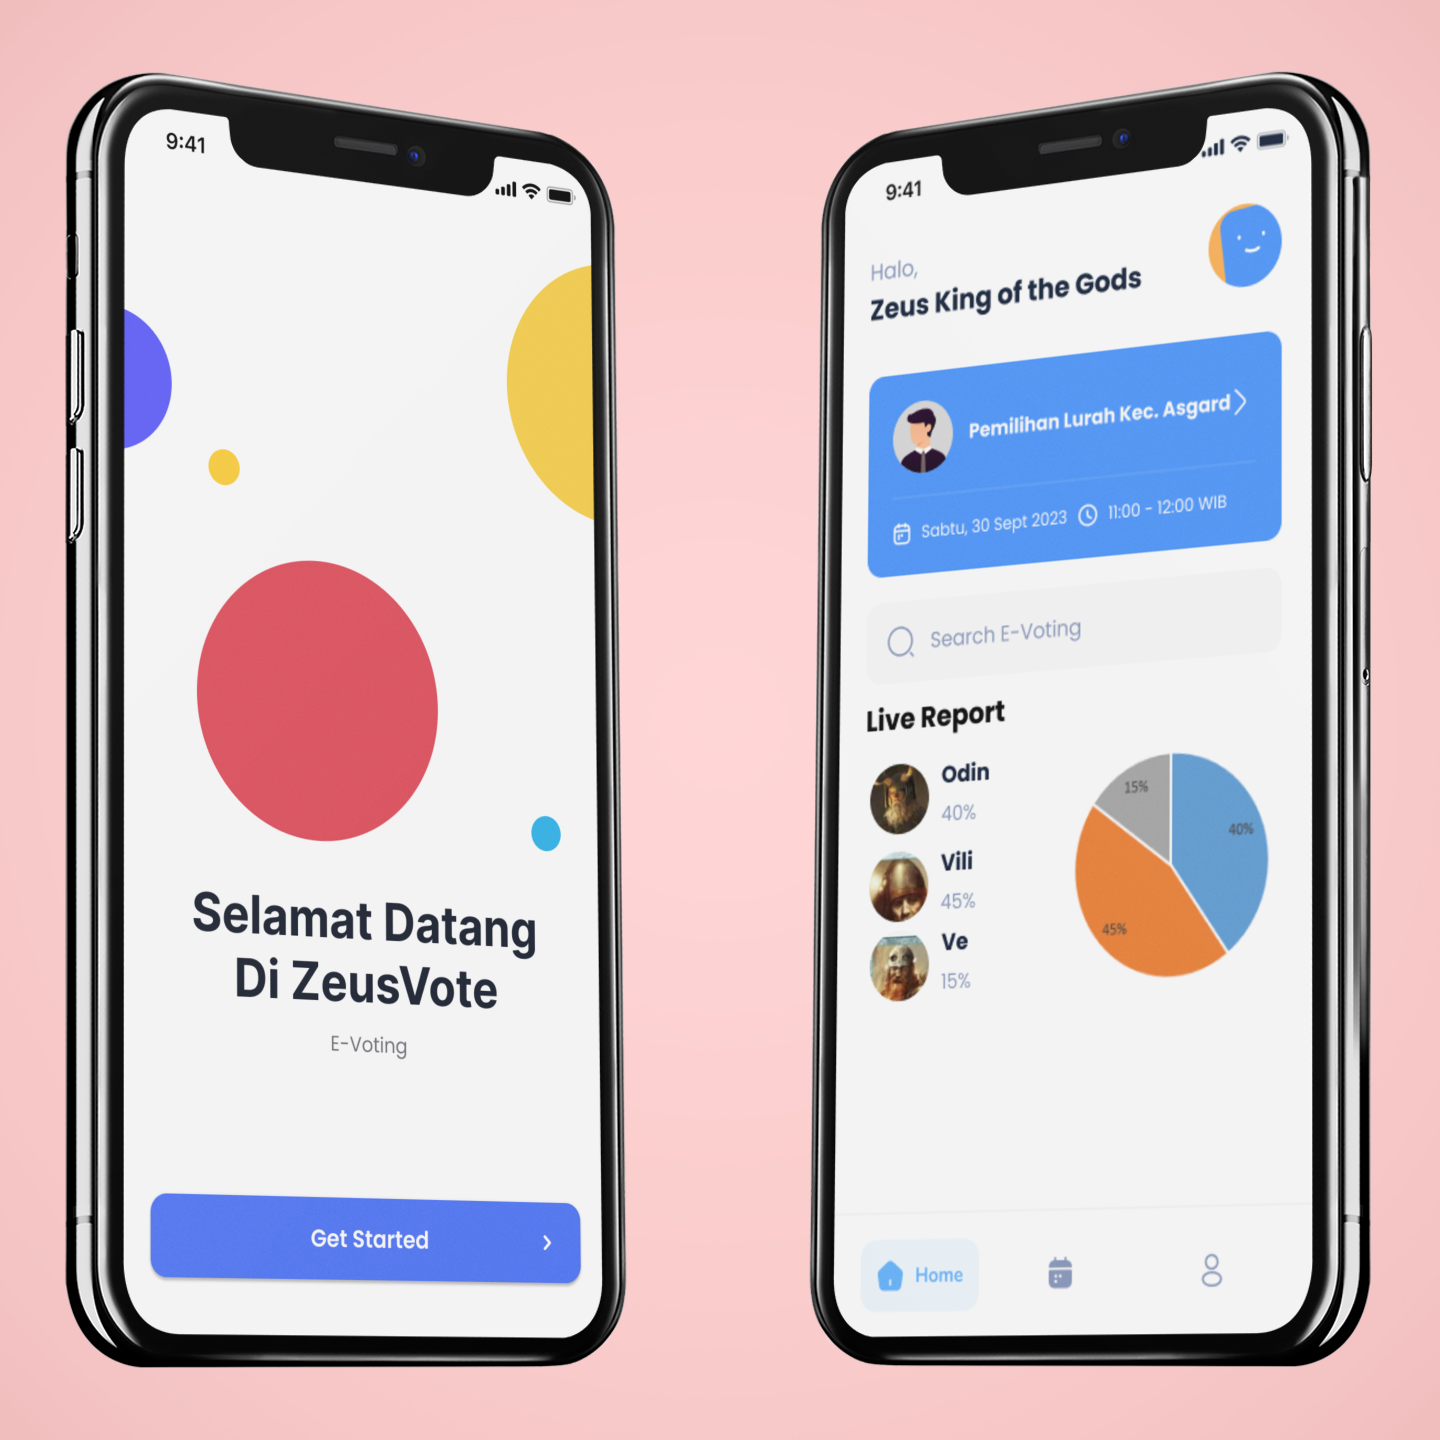 9:41
Selamat Datang
Di ZeusVote
E-Voting
Get Started
9:41
Halo,
Zeus King of the Gods
Pemilihan Lurah Kec. Asgard
Sabtu, 30 Sept 2023 11:00 - 12:00 WIB
Search E-Voting
Live Report
Odin
40%
Vili
45%
Ve
15%
15%
40%
45%
Home